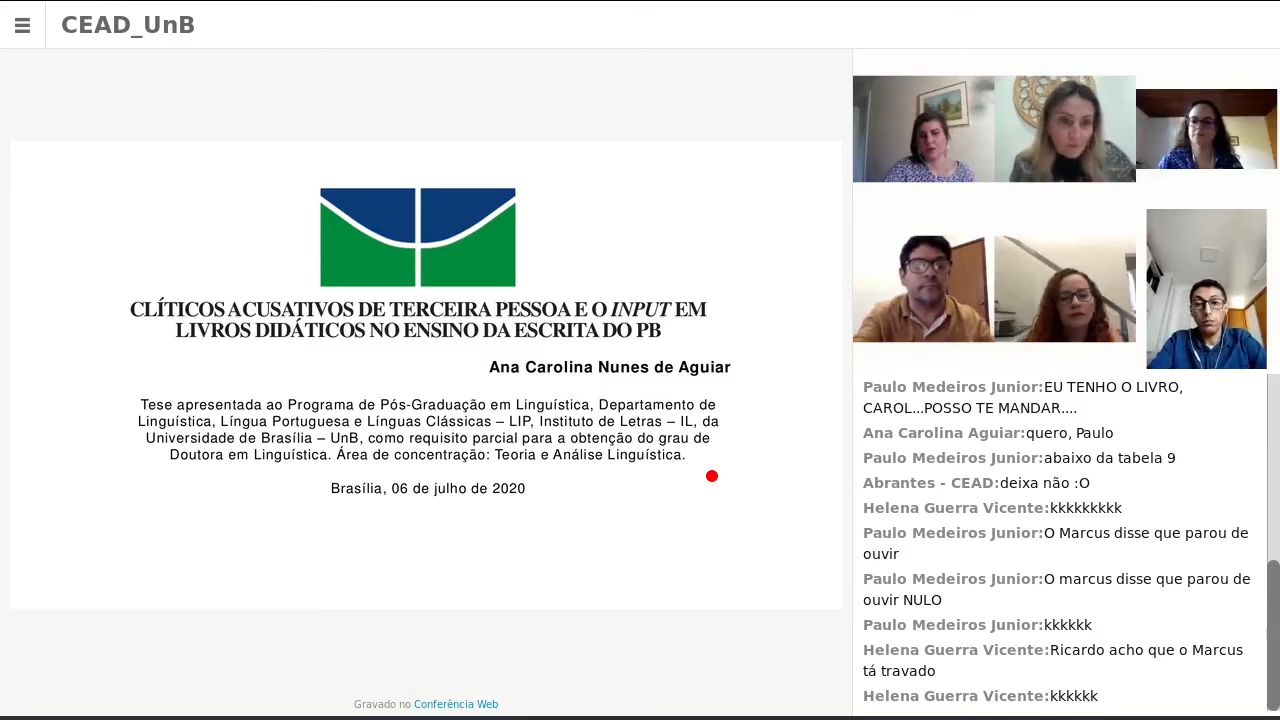 CEAD_UnB
CLÍTICOS ACUSATIVOS DE TERCEIRA PESSOA E O INPUT EM
LIVROS DIDÁTICOS NO ENSINO DA ESCRITA DO PB
Ana Carolina Nunes de Aguiar
Tese apresentada ao Programa de Pós-Graduação em Linguística, Departamento de
Linguística, Língua Portuguesa e Línguas Clássicas – LIP, Instituto de Letras – IL, da
Universidade de Brasília – UnB, como requisito parcial para a obtenção do grau de
Doutora em Linguística. Área de concentração: Teoria e Análise Linguística.
Brasília, 06 de julho de 2020
Gravado no Conferência Web
Paulo Medeiros Junior:EU TENHO O LIVRO,
CAROL...POSSO TE MANDAR....
Ana Carolina Aguiar:quero, Paulo
Paulo Medeiros Junior:abaixo da tabela 9
Abrantes - CEAD:deixa não :O
Helena Guerra Vicente:kkkkkkkkk
Paulo Medeiros Junior:O Marcus disse que parou de
ouvir
Paulo Medeiros Junior:O marcus disse que parou de
ouvir NULO
Paulo Medeiros Junior:kkkkkk
Helena Guerra Vicente:Ricardo acho que o Marcus
tá travado
Helena Guerra Vicente:kkkkkk